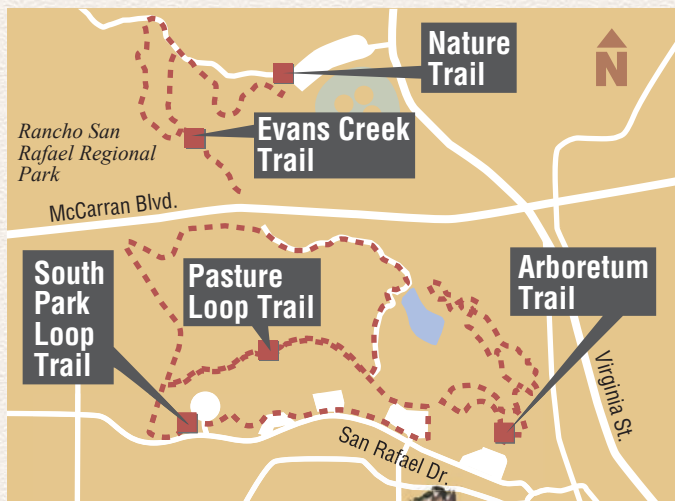 Nature
Trail
N
Evans Creek
Trail
Rancho San
Rafael Regional
Park
McCarran Blvd.
South
Park
Loop
Trail
Pasture
Loop Trail
Arboretum
Trail
Virginia St.
San Rafael Dr.